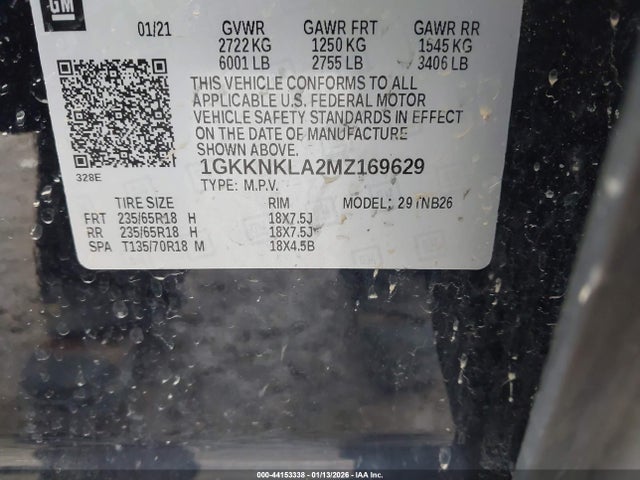 GM
01/21 GVWR GAWR FRT GAWR RR
2722 KG 1250 KG 1545 KG
6001 LB 2755 LB 3406 LB
THIS VEHICLE CONFORMS TO ALL
APPLICABLE U.S. FEDERAL MOTOR
VEHICLE SAFETY STANDARDS IN EFFECT
ON THE DATE OF MANUFACTURE
SHOWN ABOVE.
328E
1GKKNKLA2MZ169629
TYPE: M.P.V.
TIRE SIZE RIM MODEL:
FRT 235/65R18 H 18X7.5J
RR 235/65R18 H 18X7.5J
SPA T135/70R18 M 18X4.5B
000-44153338 - 01/13/2026 - IAA Corp.